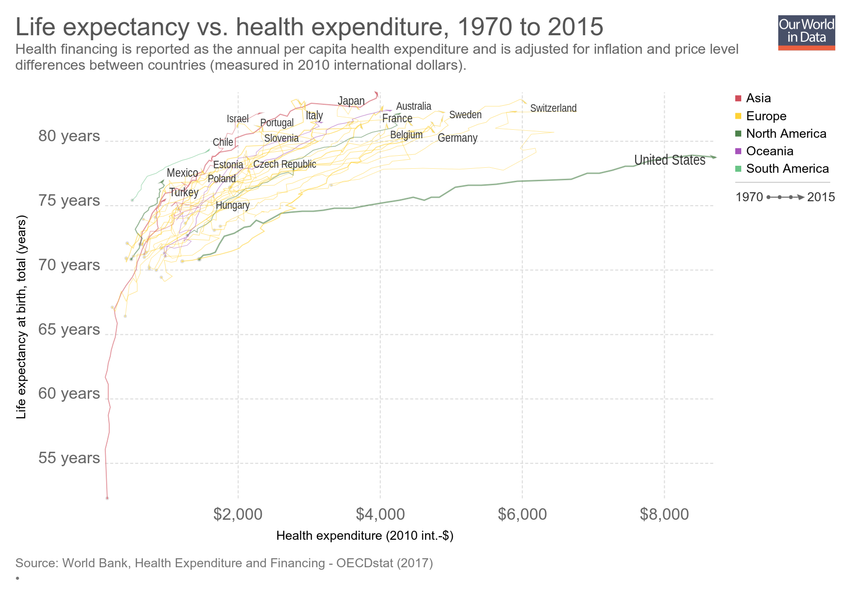 Life expectancy vs. health expenditure, 1970 to 2015
Health financing is reported as the annual per capita health expenditure and is adjusted for inflation and price level
differences between countries (measured in 2010 international dollars).
Our World
in Data
Life expectancy at birth, total (years)
80 years
75 years
70 years
65 years
60 years
55 years
Japan
Australia
Israel
Portugal
Italy
France
Sweden
Switzerland
Chile
Slovenia
Belgium
Germany
Mexico
Estonia
Czech Republic
United States
Poland
Turkey
Hungary
$2,000
$4,000
$6,000
$8,000
Health expenditure (2010 int.-$)
Asia
Europe
North America
Oceania
South America
1970 2015
Source: World Bank, Health Expenditure and Financing - OECDstat (2017)
•